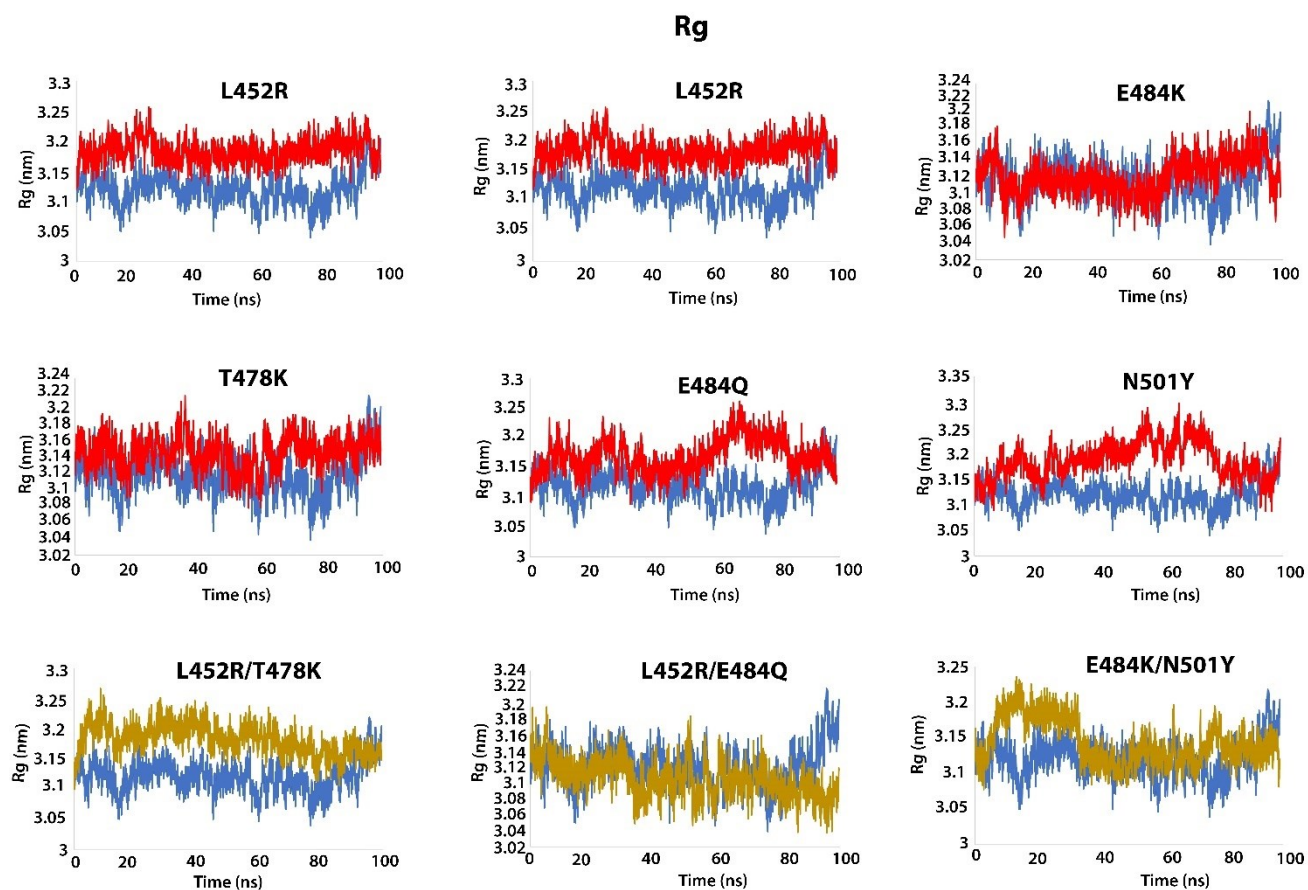 Rg
L452R
Rg (nm)
3.3
3.25
3.2
3.15
3.1
3.05
3
0 20 40 60 80 100
Time (ns)
L452R
Rg (nm)
3.3
3.25
3.2
3.15
3.1
3.05
3
0 20 40 60 80 100
Time (ns)
E484K
Rg (nm)
3.24
3.22
3.2
3.18
3.16
3.14
3.12
3.1
3.08
3.06
3.04
3.02
0 20 40 60 80 100
Time (ns)
T478K
Rg (nm)
3.24
3.22
3.2
3.18
3.16
3.14
3.12
3.1
3.08
3.06
3.04
3.02
0 20 40 60 80 100
Time (ns)
E484Q
Rg (nm)
3.3
3.25
3.2
3.15
3.1
3.05
3
0 20 40 60 80 100
Time (ns)
N501Y
Rg (nm)
3.35
3.3
3.25
3.2
3.15
3.1
3.05
3
0 20 40 60 80 100
Time (ns)
L452R/T478K
Rg (nm)
3.3
3.25
3.2
3.15
3.1
3.05
3
0 20 40 60 80 100
Time (ns)
L452R/E484Q
Rg (nm)
3.24
3.22
3.2
3.18
3.16
3.14
3.12
3.1
3.08
3.06
3.04
3.02
0 20 40 60 80 100
Time (ns)
E484K/N501Y
Rg (nm)
3.25
3.2
3.15
3.1
3.05
3
0 20 40 60 80 100
Time (ns)